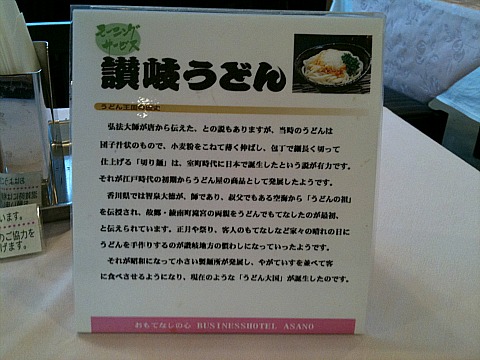 モーニング
サービス
讃岐うどん
うどん王国の歴史
弘法大師が唐から伝えた、との説もありますが、当時のうどんは
団子汁状のもので、小麦粉をこねて薄く伸ばし、包丁で細長く切って
仕上げる「切り麺」は、室町時代に日本で誕生したという説が有力です。
それが江戸時代の初期からうどん屋の商品として発展したようです。
香川県では智泉大徳が、師であり、叔父でもある空海から「うどんの祖」
を伝授され、故郷・綾南町滝宮の両親をうどんでもてなしたのが最初、
と伝えられています。正月や祭り、客人のもてなしなど家々の晴れの日に
うどんを手作りするのが讃岐地方の慣わしになっていったようです。
それが昭和になって小さい製麺所が発展し、やがていすを並べて客
に食べさせるようになり、現在のような「うどん大国」が誕生したのです。
おもてなしの心 BUSINESSHOTEL ASANO
います。
のご協力を
げます。